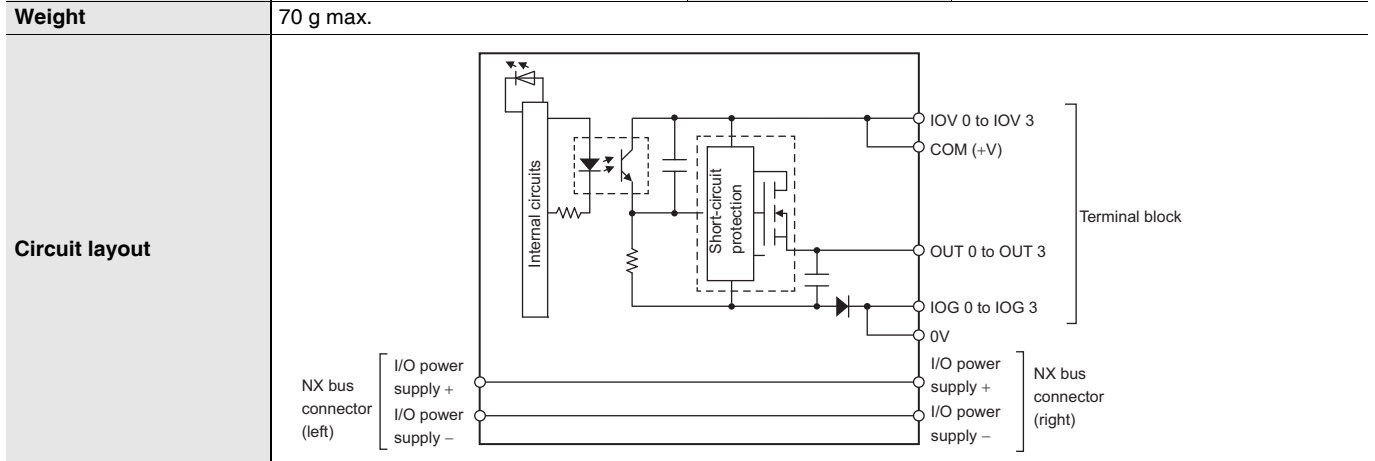 Weight
70 g max.
Circuit layout
Internal circuits
Short-circuit
protection
IOV 0 to IOV 3
COM (+V)
OUT 0 to OUT 3
IOG 0 to IOG 3
0V
Terminal block
NX bus
connector
(left)
I/O power
supply +
I/O power
supply −
I/O power
supply +
I/O power
supply −
NX bus
connector
(right)